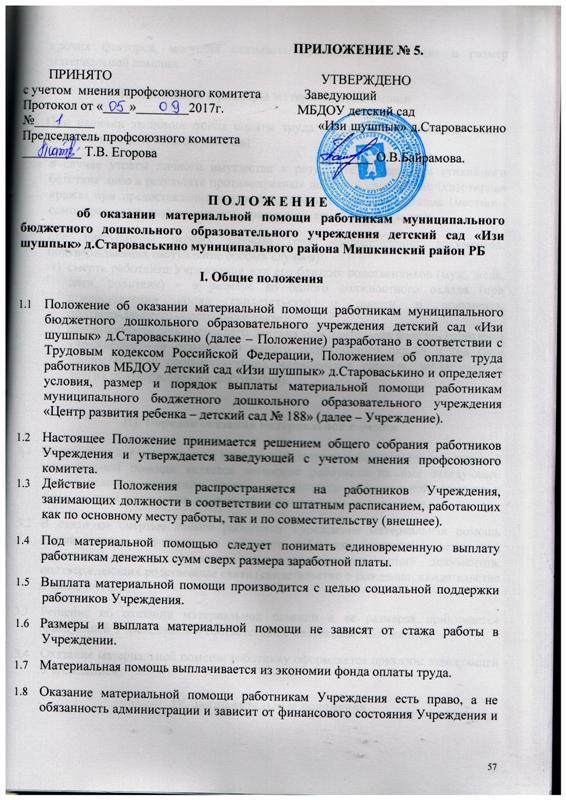 ПРИЛОЖЕНИЕ № 5.
ПРИНЯТО
УТВЕРЖДЕНО
с учетом мнения профсоюзного комитета
Заведующий
Протокол от «05» 09 2017г.
МБДОУ детский сад
№ 1
«Изи шушпык» д.Староваськино
Председатель профсоюзного комитета
Т.В. Егорова
О.В.Байрамова.
П О Л О Ж Е Н И Е
об оказании материальной помощи работникам муниципального
бюджетного дошкольного образовательного учреждения детский сад «Изи
шушпык» д.Староваськино муниципального района Мишкинский район РБ
I. Общие положения
1.1 Положение об оказании материальной помощи работникам муниципального
бюджетного дошкольного образовательного учреждения детский сад «Изи
шушпык» д.Староваськино (далее – Положение) разработано в соответствии с
Трудовым кодексом Российской Федерации, Положением об оплате труда
работников МБДОУ детский сад «Изи шушпык» д.Староваськино и определяет
условия, размер и порядок выплаты материальной помощи работникам
муниципального бюджетного дошкольного образовательного учреждения
«Центр развития ребенка – детский сад № 188» (далее – Учреждение).
1.2 Настоящее Положение принимается решением общего собрания работников
Учреждения и утверждается заведующей с учетом мнения профсоюзного
комитета.
1.3 Действие Положения распространяется на работников Учреждения,
занимающих должности в соответствии со штатным расписанием, работающих
как по основному месту работы, так и по совместительству (внешнее).
1.4 Под материальной помощью следует понимать единовременную выплату
работникам денежных сумм сверх размера заработной платы.
1.5 Выплата материальной помощи производится с целью социальной поддержки
работников Учреждения.
1.6 Размеры и выплата материальной помощи не зависят от стажа работы в
Учреждении.
1.7 Материальная помощь выплачивается из экономии фонда оплаты труда.
1.8 Оказание материальной помощи работникам Учреждения есть право, а не
обязанность администрации и зависит от финансового состояния Учреждения и
57